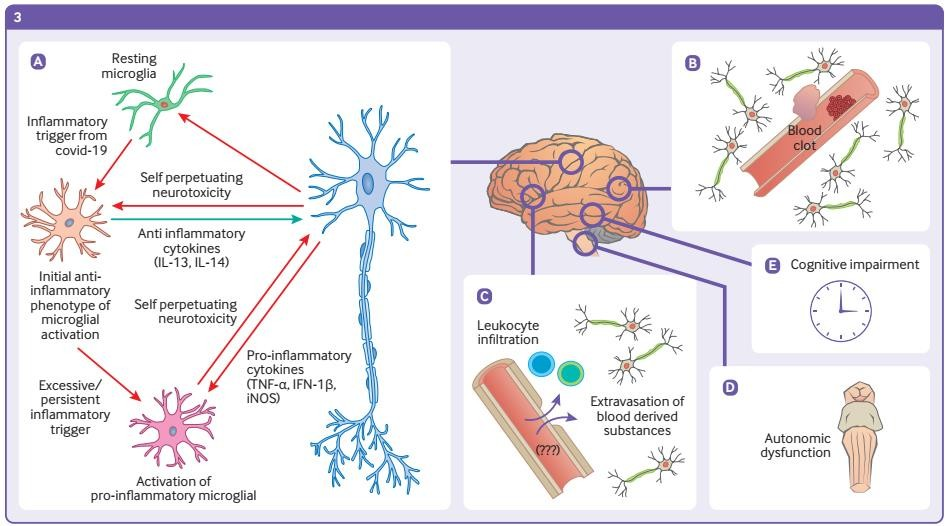 3
A
Resting
microglia
Inflammatory
trigger from
covid-19
Self perpetuating
neurotoxicity
Anti inflammatory
cytokines
(IL-13, IL-14)
Initial anti-
inflammatory
phenotype of
microglial
activation
Self perpetuating
neurotoxicity
Pro-inflammatory
cytokines
(TNF-α, IFN-1β,
iNOS)
Excessive/
persistent
inflammatory
trigger
Activation of
pro-inflammatory microglial
B
Blood
clot
C
Leukocyte
infiltration
Extravasation of
blood derived
substances
(???)
E
Cognitive impairment
D
Autonomic
dysfunction